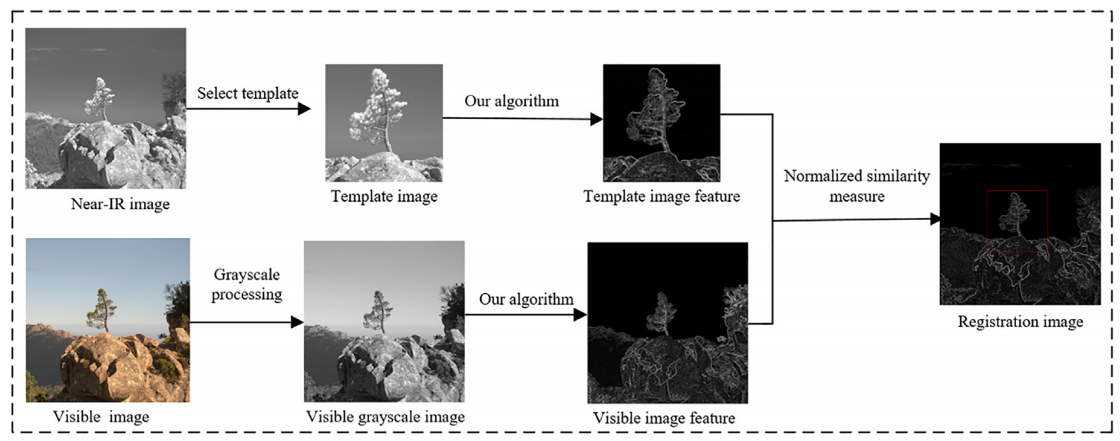 Select template
Our algorithm
Near-IR image
Template image
Template image feature
Normalized similarity
measure
Grayscale
processing
Our algorithm
Registration image
Visible image
Visible grayscale image
Visible image feature